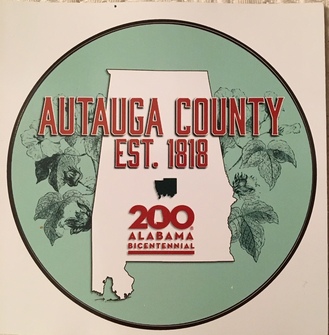 AUTAUGA COUNTY
EST. 1818
200
ALABAMA
BICENTENNIAL